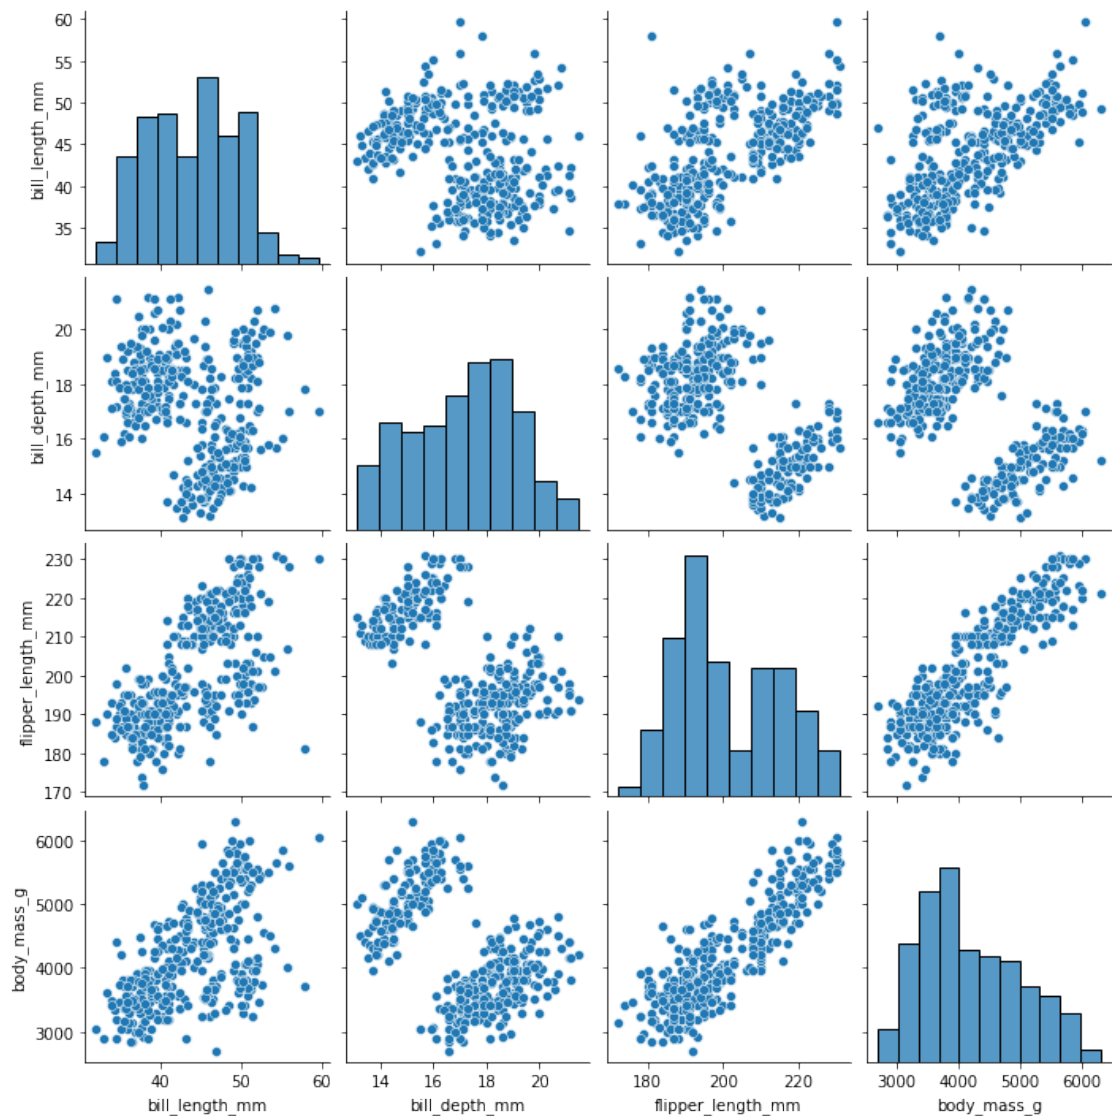 60
55
50
45
40
35
bill_length_mm
20
18
16
14
bill_depth_mm
230
220
210
200
190
180
170
flipper_length_mm
6000
5000
4000
3000
body_mass_g
40 50 60
14 16 18 20
180 200 220
3000 4000 5000 6000
bill_length_mm
bill_depth_mm
flipper_length_mm
body_mass_g